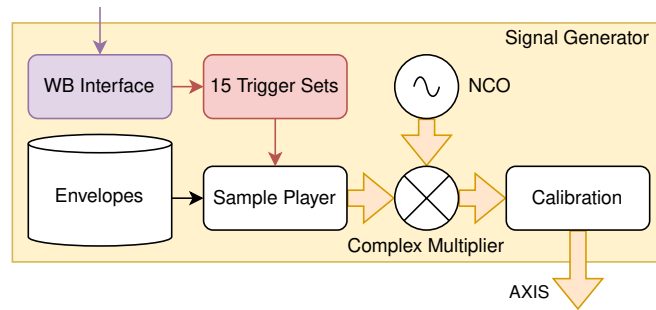 Signal Generator
WB Interface
15 Trigger Sets
NCO
Envelopes
Sample Player
Calibration
Complex Multiplier
AXIS